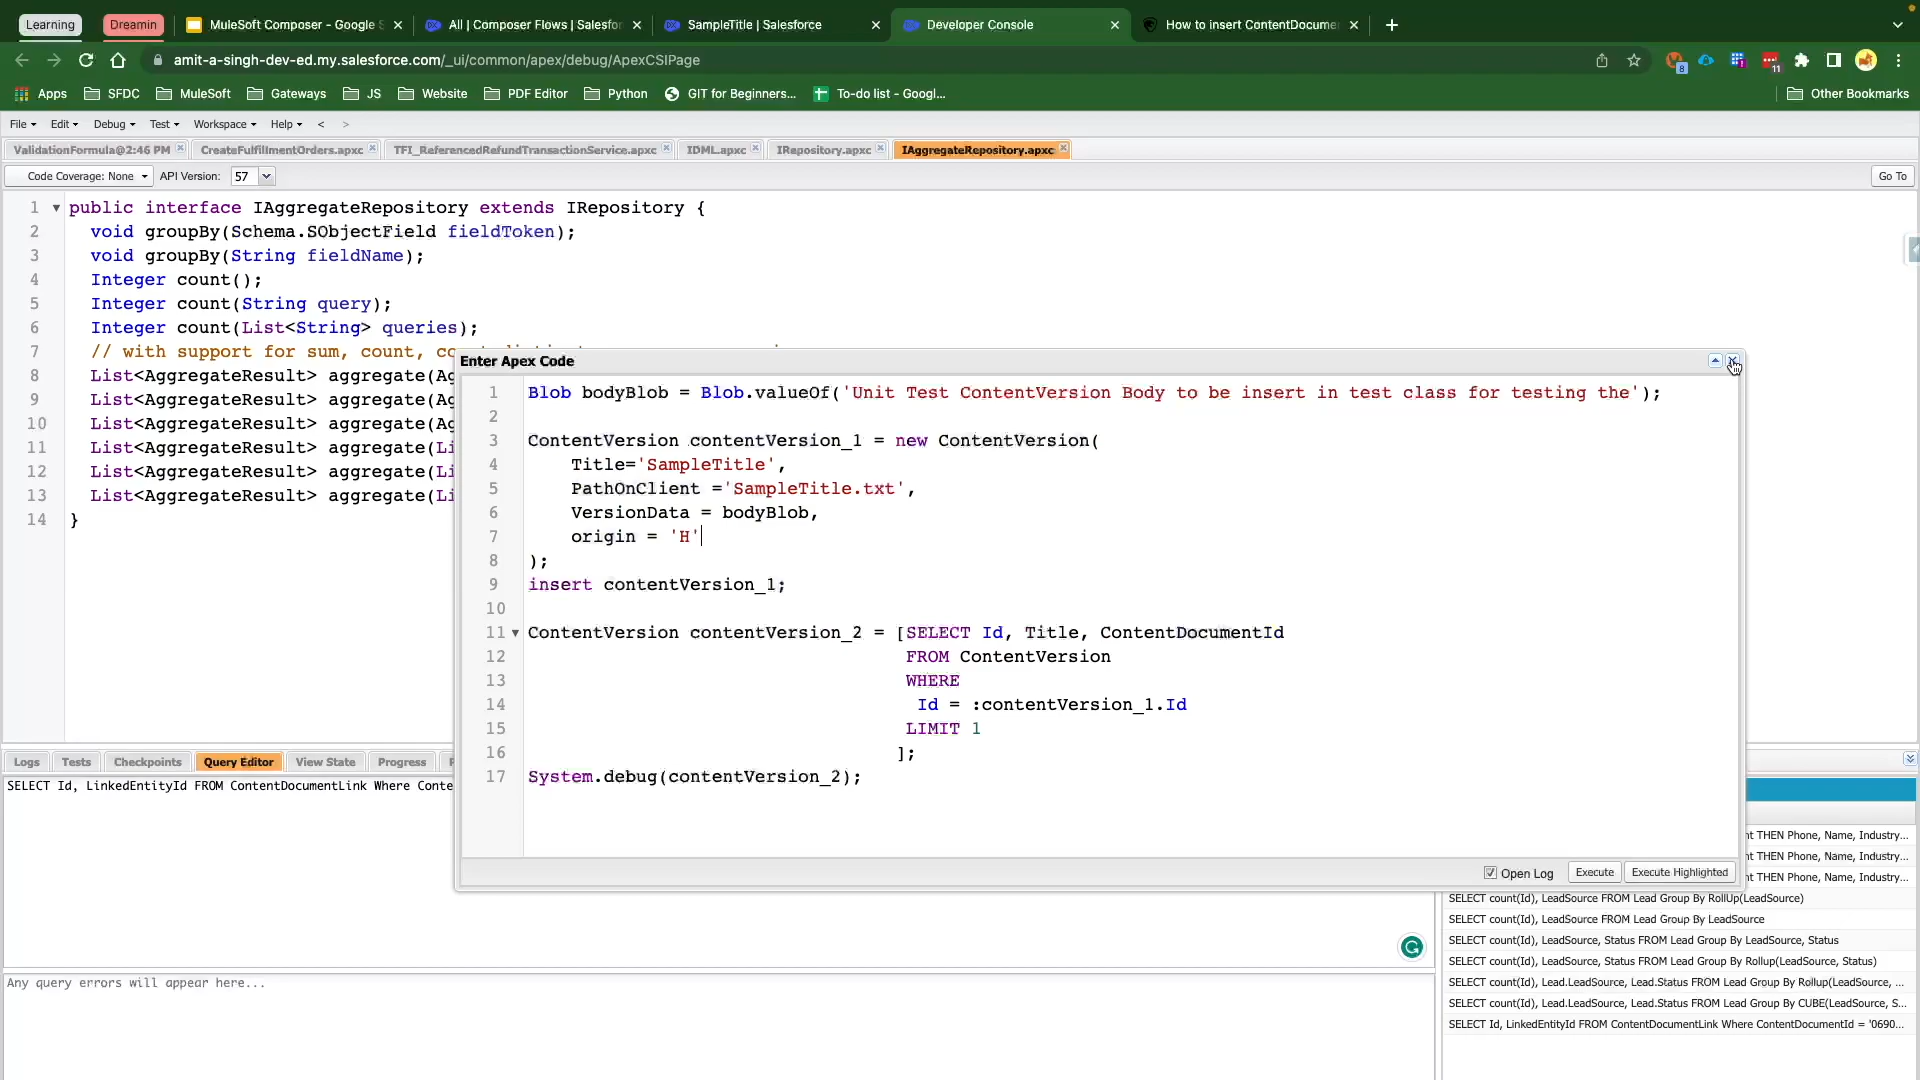 Learning
Dreamin
MuleSoft Composer - Google S
All | Composer Flows | Salesfor
SampleTitle | Salesforce
Developer Console
How to insert ContentDocume
amit-a-singh-dev-ed.my.salesforce.com/_ui/common/apex/debug/ApexCSIPage
8
11
Apps
SFDC
MuleSoft
Gateways
JS
Website
PDF Editor
Python
GIT for Beginners...
To-do list - Googl...
Other Bookmarks
File
Edit
Debug
Test
Workspace
Help
<
>
ValidationFormula@2:46 PM
CreateFulfillmentOrders.apxc
TFI_ReferencedRefundTransactionService.apxc
IDML.apxc
IRepository.apxc
IAggregateRepository.apxc
Code Coverage: None
API Version:
57
Go To
1 public interface IAggregateRepository extends IRepository {
2 void groupBy(Schema.SObjectField fieldToken);
3 void groupBy(String fieldName);
4 Integer count();
5 Integer count(String query);
6 Integer count(List<String> queries);
7 // with support for sum, count,
8 List<AggregateResult> aggregate(Ag
9 List<AggregateResult> aggregate(Ag
10 List<AggregateResult> aggregate(Ag
11 List<AggregateResult> aggregate(Li
12 List<AggregateResult> aggregate(Li
13 List<AggregateResult> aggregate(Li
14 }
Enter Apex Code
1 Blob bodyBlob = Blob.valueOf('Unit Test ContentVersion Body to be insert in test class for testing the');
2
3 ContentVersion contentVersion_1 = new ContentVersion(
4 Title='SampleTitle',
5 PathOnClient ='SampleTitle.txt',
6 VersionData = bodyBlob,
7 origin = 'H'
8 );
9 insert contentVersion_1;
10
11 ContentVersion contentVersion_2 = [SELECT Id, Title, ContentDocumentId
12 FROM ContentVersion
13 WHERE
14 Id = :contentVersion_1.Id
15 LIMIT 1
16 ];
17 System.debug(contentVersion_2);
Open Log
Execute
Execute Highlighted
Logs
Tests
Checkpoints
Query Editor
View State
Progress
SELECT Id, LinkedEntityId FROM ContentDocumentLink Where Conte
Any query errors will appear here...
nt THEN Phone, Name, Industry...
nt THEN Phone, Name, Industry...
nt THEN Phone, Name, Industry...
SELECT count(Id), LeadSource FROM Lead Group By RollUp(LeadSource)
SELECT count(Id), LeadSource FROM Lead Group By LeadSource
SELECT count(Id), LeadSource, Status FROM Lead Group By LeadSource, Status
SELECT count(Id), LeadSource, Status FROM Lead Group By Rollup(LeadSource, Status)
SELECT count(Id), Lead.LeadSource, Lead.Status FROM Lead Group By Rollup(LeadSource, ...
SELECT count(Id), Lead.LeadSource, Lead.Status FROM Lead Group By CUBE(LeadSource, S...
SELECT Id, LinkedEntityId FROM ContentDocumentLink Where ContentDocumentId = '0690...